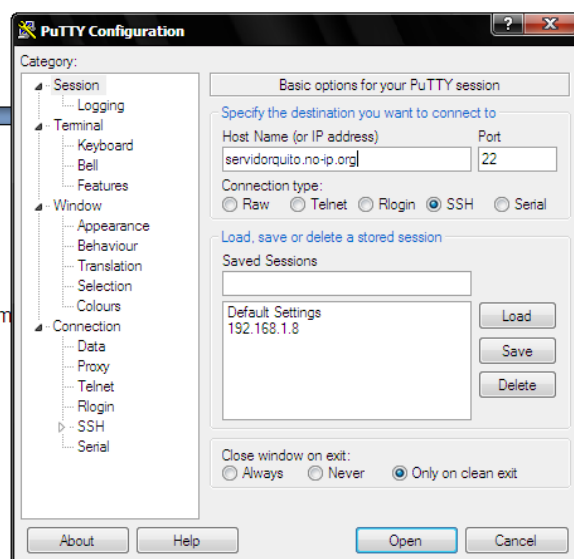 PuTTY Configuration
Category:
Session
Logging
Terminal
Keyboard
Bell
Features
Window
Appearance
Behaviour
Translation
Selection
Colours
Connection
Data
Proxy
Telnet
Rlogin
SSH
Serial
Basic options for your PuTTY session
Specify the destination you want to connect to
Host Name (or IP address) Port
servidorquito.no-ip.org 22
Connection type:
Raw Telnet Rlogin SSH Serial
Load, save or delete a stored session
Saved Sessions
Default Settings
192.168.1.8
Load
Save
Delete
Close window on exit:
Always Never Only on clean exit
About Help Open Cancel